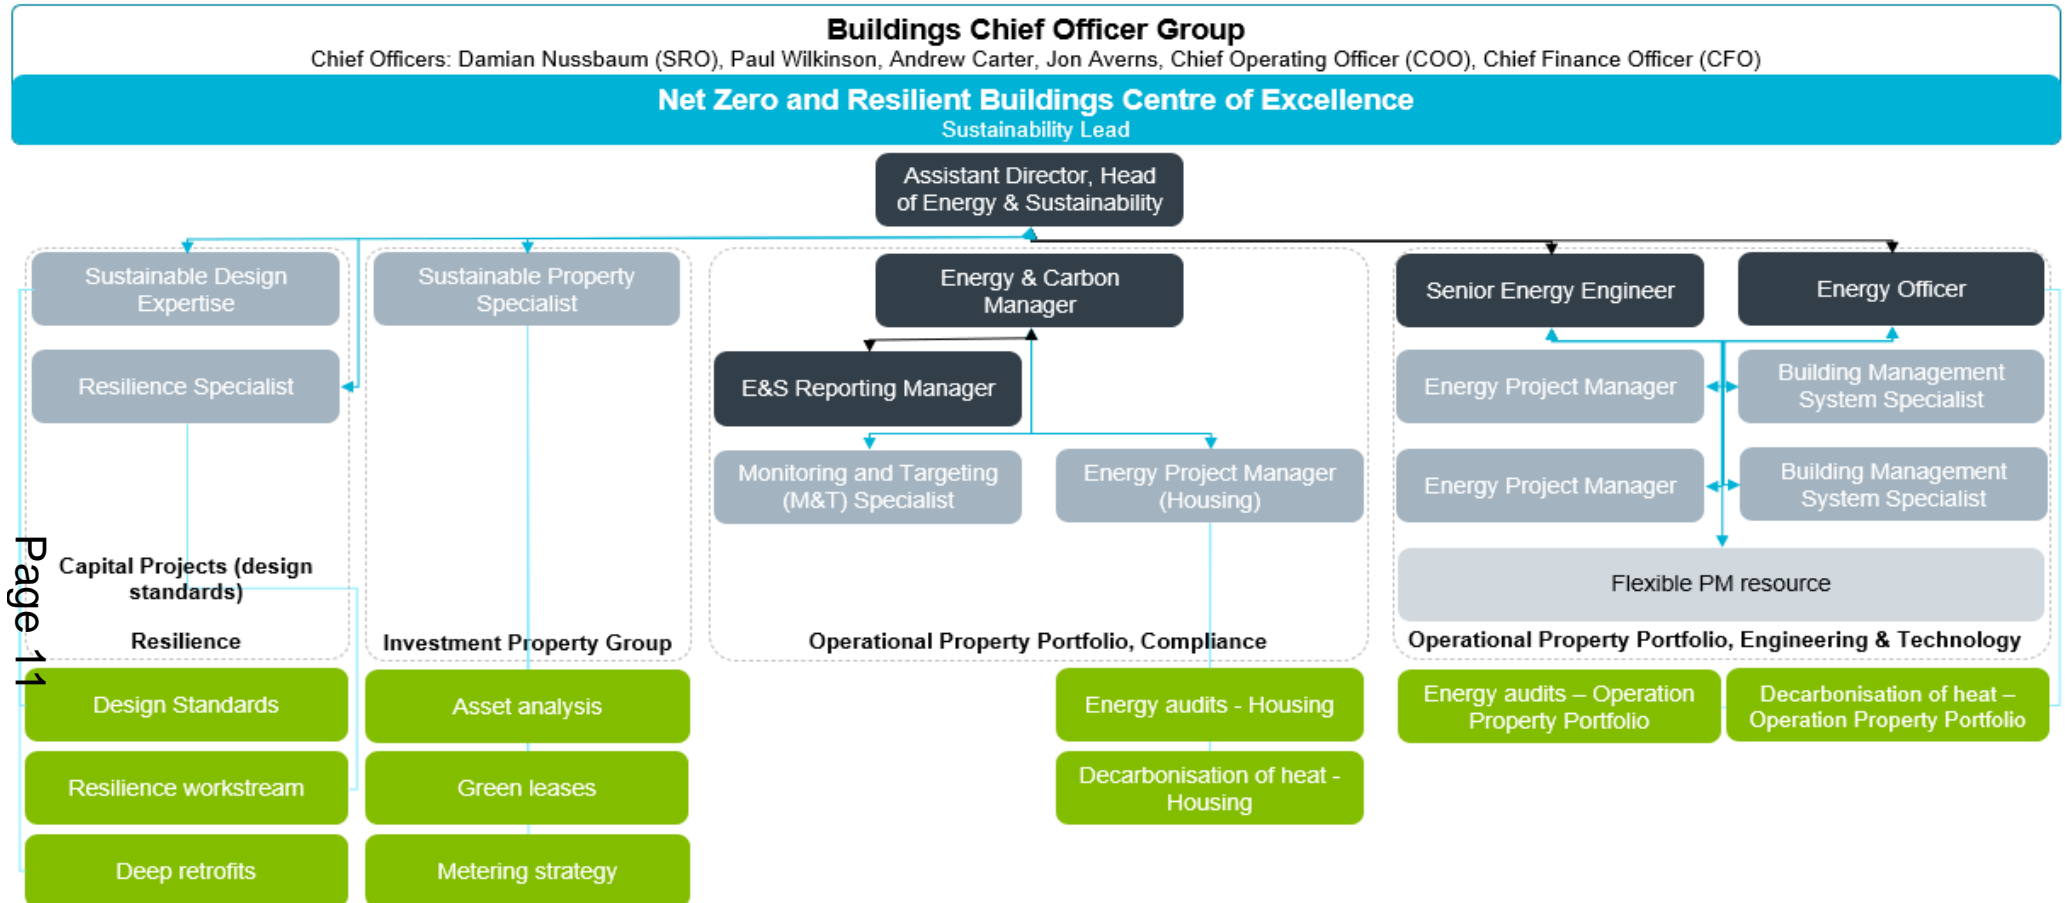 Buildings Chief Officer Group
Chief Officers: Damian Nussbaum (SRO), Paul Wilkinson, Andrew Carter, Jon Averns, Chief Operating Officer (COO), Chief Finance Officer (CFO)
Net Zero and Resilient Buildings Centre of Excellence
Sustainability Lead
Assistant Director, Head
of Energy & Sustainability
Sustainable Design
Expertise
Resilience Specialist
Capital Projects (design
standards)
Resilience
Design Standards
Resilience workstream
Deep retrofits
Sustainable Property
Specialist
Investment Property Group
Asset analysis
Green leases
Metering strategy
Energy & Carbon
Manager
E&S Reporting Manager
Monitoring and Targeting
(M&T) Specialist
Energy Project Manager
(Housing)
Operational Property Portfolio, Compliance
Energy audits - Housing
Decarbonisation of heat -
Housing
Senior Energy Engineer
Energy Officer
Energy Project Manager
Building Management
System Specialist
Energy Project Manager
Building Management
System Specialist
Flexible PM resource
Operational Property Portfolio, Engineering & Technology
Energy audits – Operation
Property Portfolio
Decarbonisation of heat –
Operation Property Portfolio
Page 11